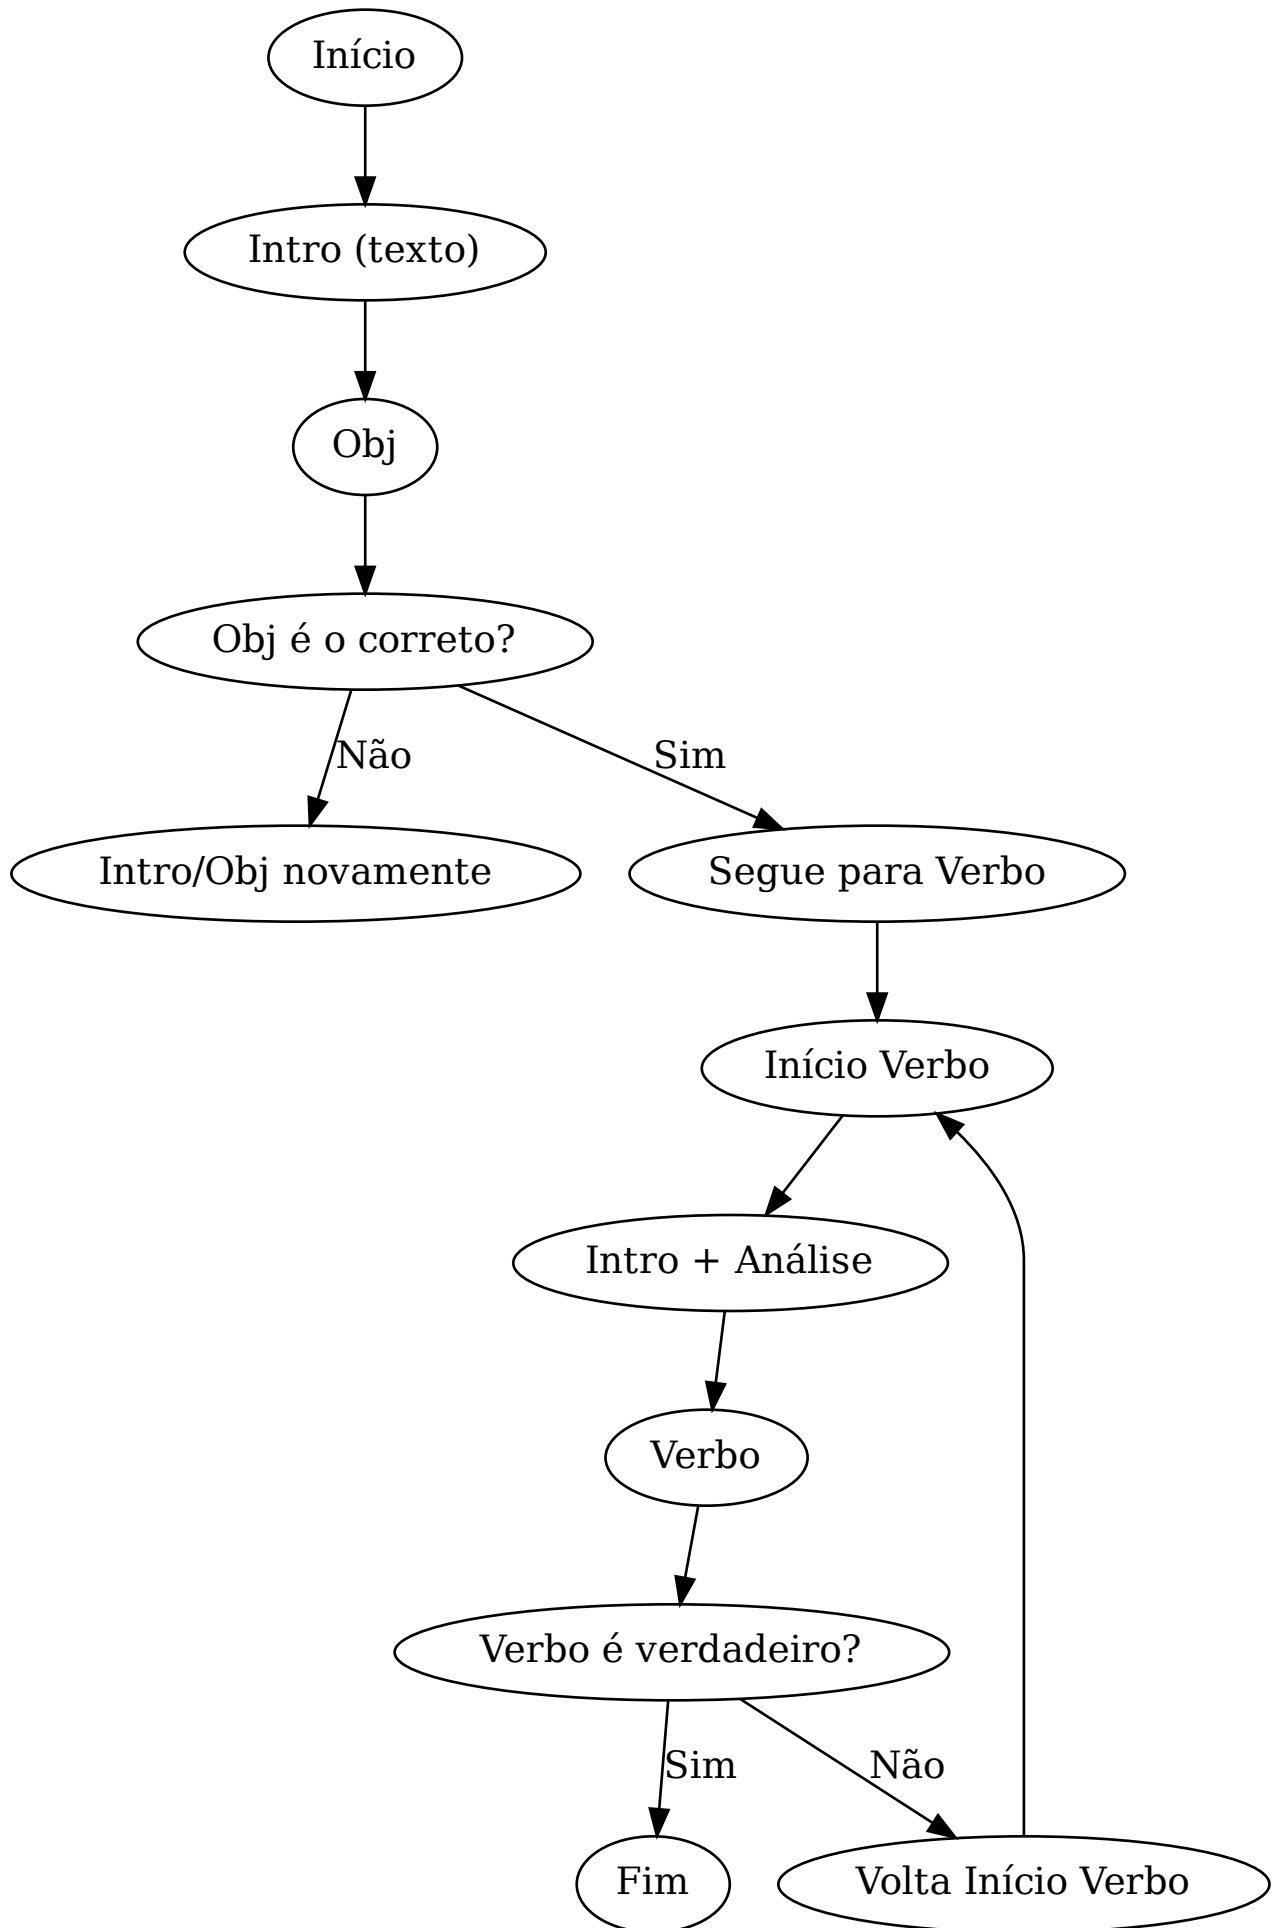 Início
Intro (texto)
Obj
Obj é o correto?
Não
Sim
Intro/Obj novamente
Segue para Verbo
Início Verbo
Intro + Análise
Verbo
Verbo é verdadeiro?
Sim
Não
Fim
Volta Início Verbo